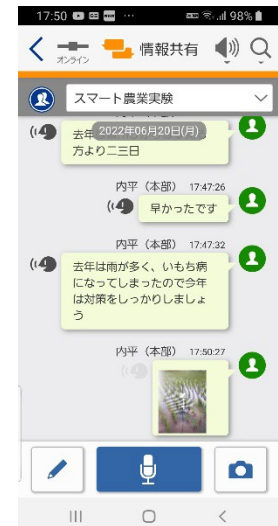 17:50 98%
オンライン 情報共有
スマート農業実験
2022年06月20日(月)
去年
方より二三日
内平（本部） 17:47:26
早かったです
内平（本部） 17:47:32
去年は雨が多く、いもち病
になってしまったので今年
は対策をしっかりしましょ
う
内平（本部） 17:50:27